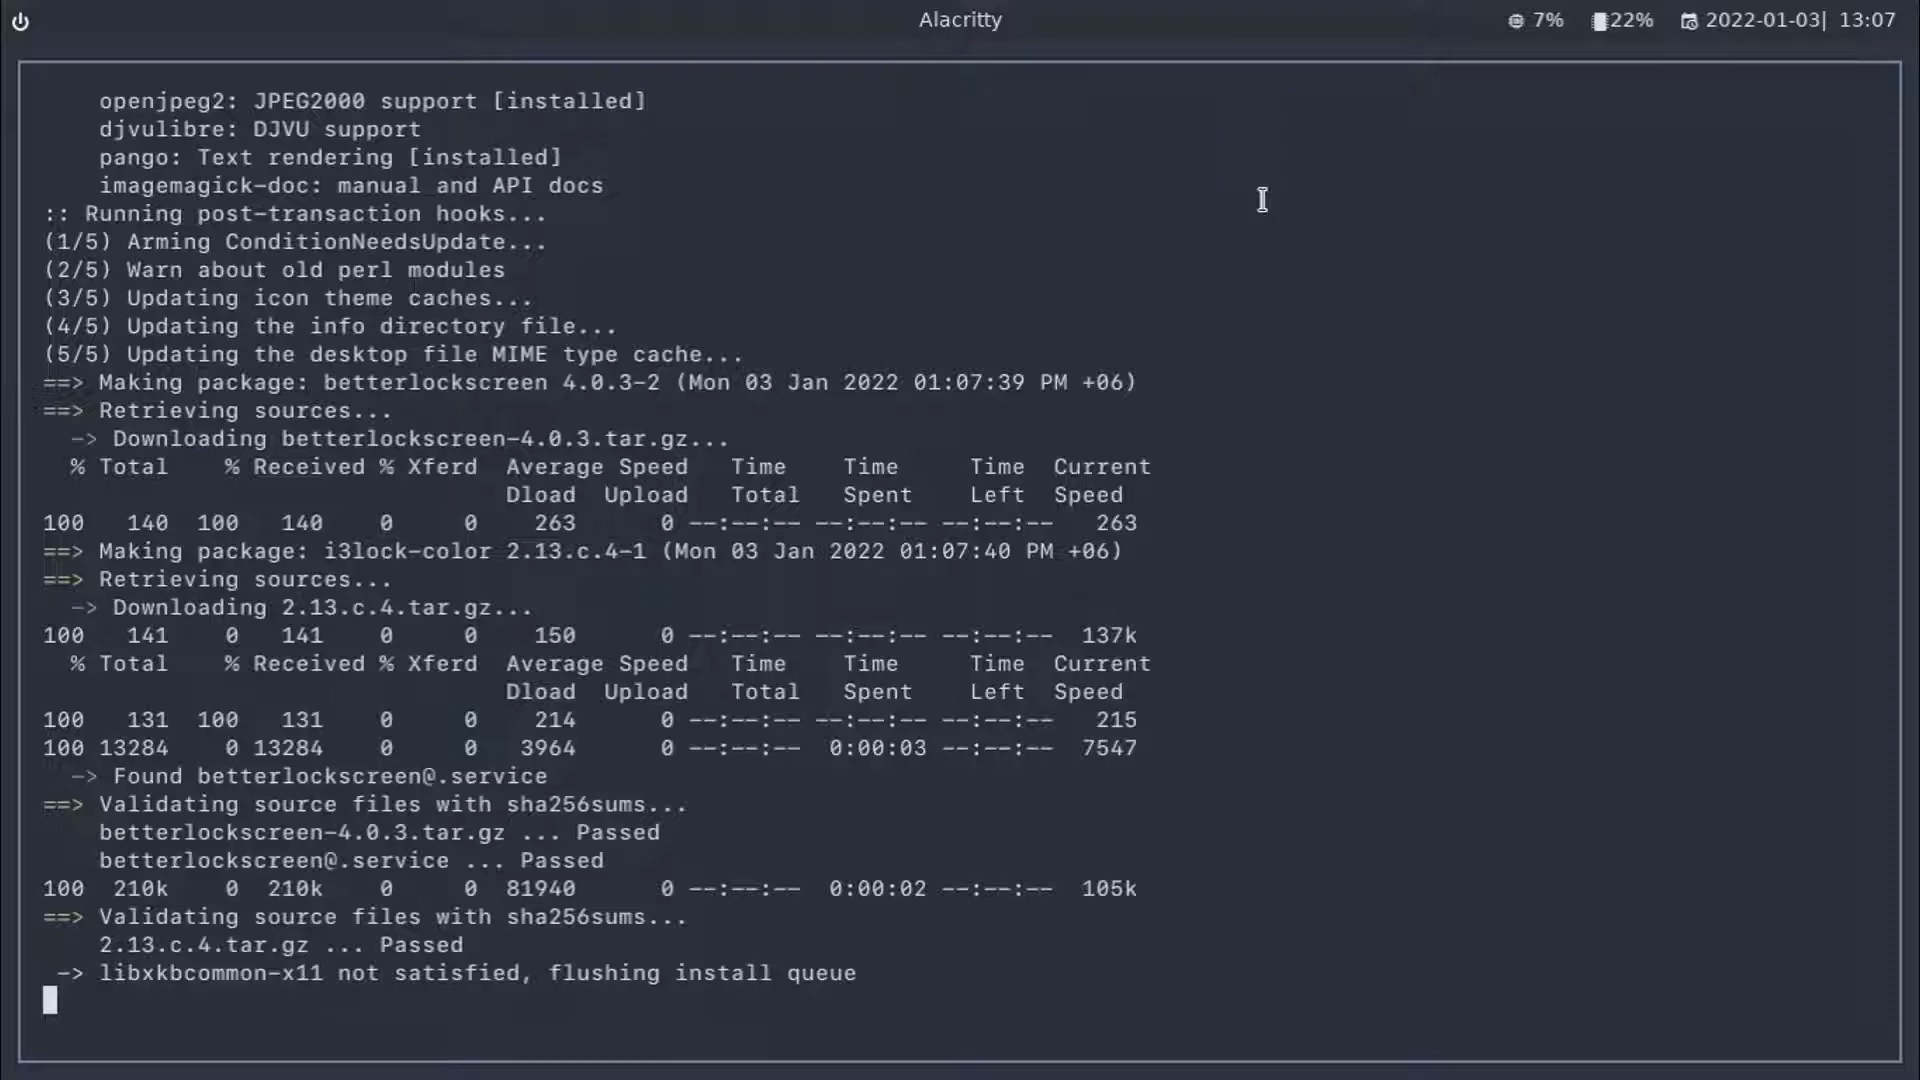 Alacritty
7% 22% 2022-01-03| 13:07
openjpeg2: JPEG2000 support [installed]
djvulibre: DJVU support
pango: Text rendering [installed]
imagemagick-doc: manual and API docs
:: Running post-transaction hooks...
(1/5) Arming ConditionNeedsUpdate...
(2/5) Warn about old perl modules
(3/5) Updating icon theme caches...
(4/5) Updating the info directory file...
(5/5) Updating the desktop file MIME type cache...
==> Making package: betterlockscreen 4.0.3-2 (Mon 03 Jan 2022 01:07:39 PM +06)
==> Retrieving sources...
  -> Downloading betterlockscreen-4.0.3.tar.gz...
  % Total    % Received % Xferd  Average Speed   Time    Time     Time  Current
                                 Dload  Upload   Total   Spent    Left  Speed
100   140  100   140    0     0    263      0 --:--:-- --:--:-- --:--:--   263
==> Making package: i3lock-color 2.13.c.4-1 (Mon 03 Jan 2022 01:07:40 PM +06)
==> Retrieving sources...
  -> Downloading 2.13.c.4.tar.gz...
100   141    0   141    0     0    150      0 --:--:-- --:--:-- --:--:--  137k
  % Total    % Received % Xferd  Average Speed   Time    Time     Time  Current
                                 Dload  Upload   Total   Spent    Left  Speed
100   131  100   131    0     0    214      0 --:--:-- --:--:-- --:--:--   215
100 13284    0 13284    0     0   3964      0 --:--:--  0:00:03 --:--:--  7547
  -> Found betterlockscreen@.service
==> Validating source files with sha256sums...
    betterlockscreen-4.0.3.tar.gz ... Passed
    betterlockscreen@.service ... Passed
100  210k    0  210k    0     0  81940      0 --:--:--  0:00:02 --:--:--  105k
==> Validating source files with sha256sums...
    2.13.c.4.tar.gz ... Passed
 -> libxkbcommon-x11 not satisfied, flushing install queue